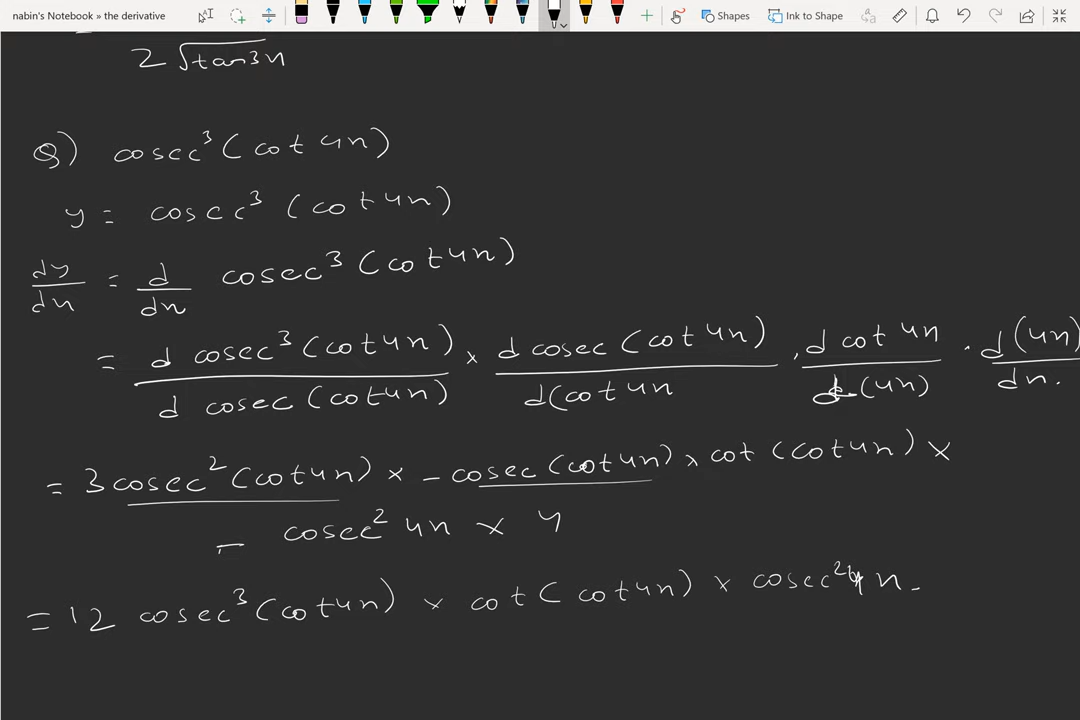 nabin's Notebook » the derivative
Shapes
Ink to Shape
2 √tan3x
Q) cosec³ (cot 4x)
y = cosec³ (cot 4x)
dy/dx = d/dx cosec³ (cot 4x)
= d cosec³ (cot 4x)/d cosec (cot 4x) × d cosec (cot 4x)/d(cot 4x . d cot 4x/d (4x) . d (4x)/dx.
= 3 cosec² (cot 4x) × - cosec (cot 4x) × cot (cot 4x) ×
- cosec² 4x × 4
= 12 cosec³ (cot 4x) × cot (cot 4x) × cosec² 4x.